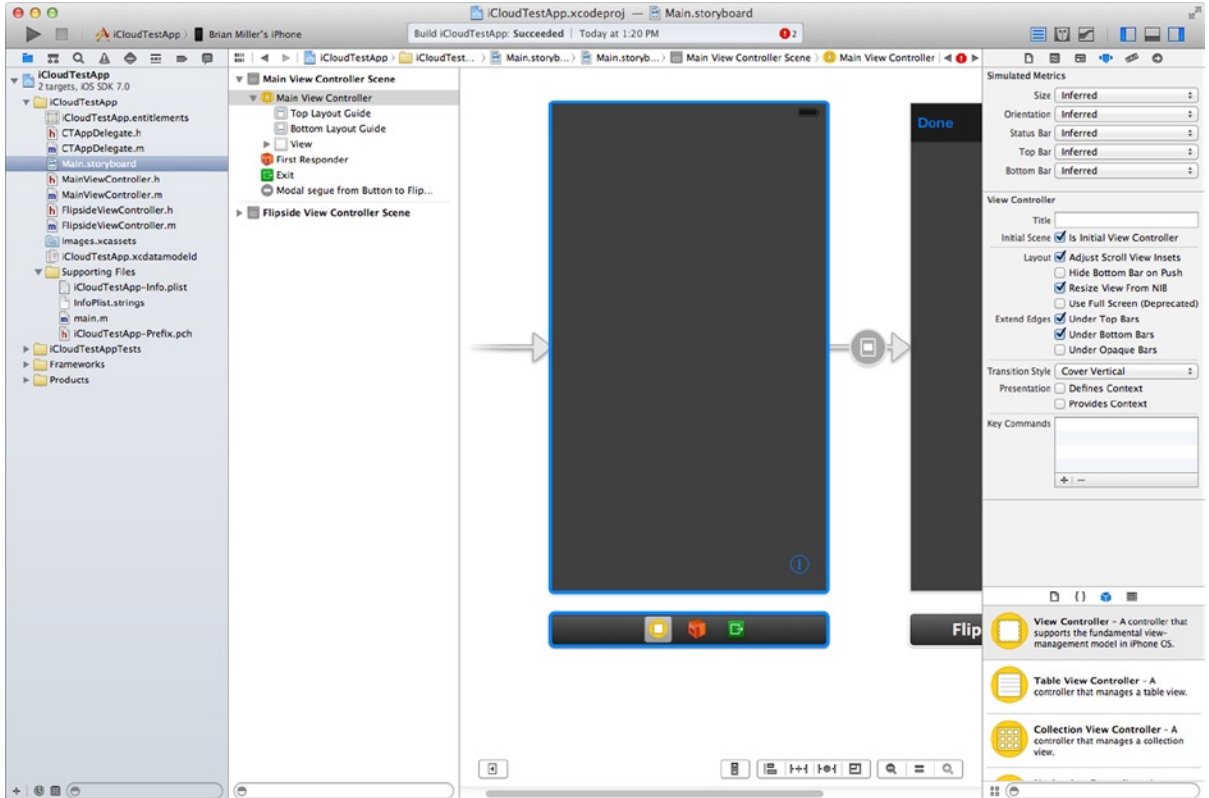 iCloudTestApp.xcodeproj — Main.storyboard
iCloudTestApp Brian Miller's iPhone
Build iCloudTestApp: Succeeded | Today at 1:20 PM
2
iCloudTestApp
2 targets, iOS SDK 7.0
iCloudTestApp
iCloudTestApp.entitlements
CTAppDelegate.h
CTAppDelegate.m
Main.storyboard
MainViewController.h
MainViewController.m
FlipsideViewController.h
FlipsideViewController.m
Images.xcassets
iCloudTestApp.xcdatamodeld
Supporting Files
iCloudTestApp-Info.plist
InfoPlist.strings
main.m
iCloudTestApp-Prefix.pch
iCloudTestAppTests
Frameworks
Products
iCloudTestApp iCloudTest... Main.storyb... Main.storyb... Main View Controller Scene Main View Controller
Main View Controller Scene
Main View Controller
Top Layout Guide
Bottom Layout Guide
View
First Responder
Exit
Modal segue from Button to Flip...
Flipside View Controller Scene
Done
Flip
Simulated Metrics
Size Inferred
Orientation Inferred
Status Bar Inferred
Top Bar Inferred
Bottom Bar Inferred
View Controller
Title
Initial Scene Is Initial View Controller
Layout Adjust Scroll View Insets
Hide Bottom Bar on Push
Resize View From NIB
Use Full Screen (Deprecated)
Extend Edges Under Top Bars
Under Bottom Bars
Under Opaque Bars
Transition Style Cover Vertical
Presentation Defines Context
Provides Context
Key Commands
View Controller - A controller that
supports the fundamental view-
management model in iPhone OS.
Table View Controller - A
controller that manages a table view.
Collection View Controller - A
controller that manages a collection
view.